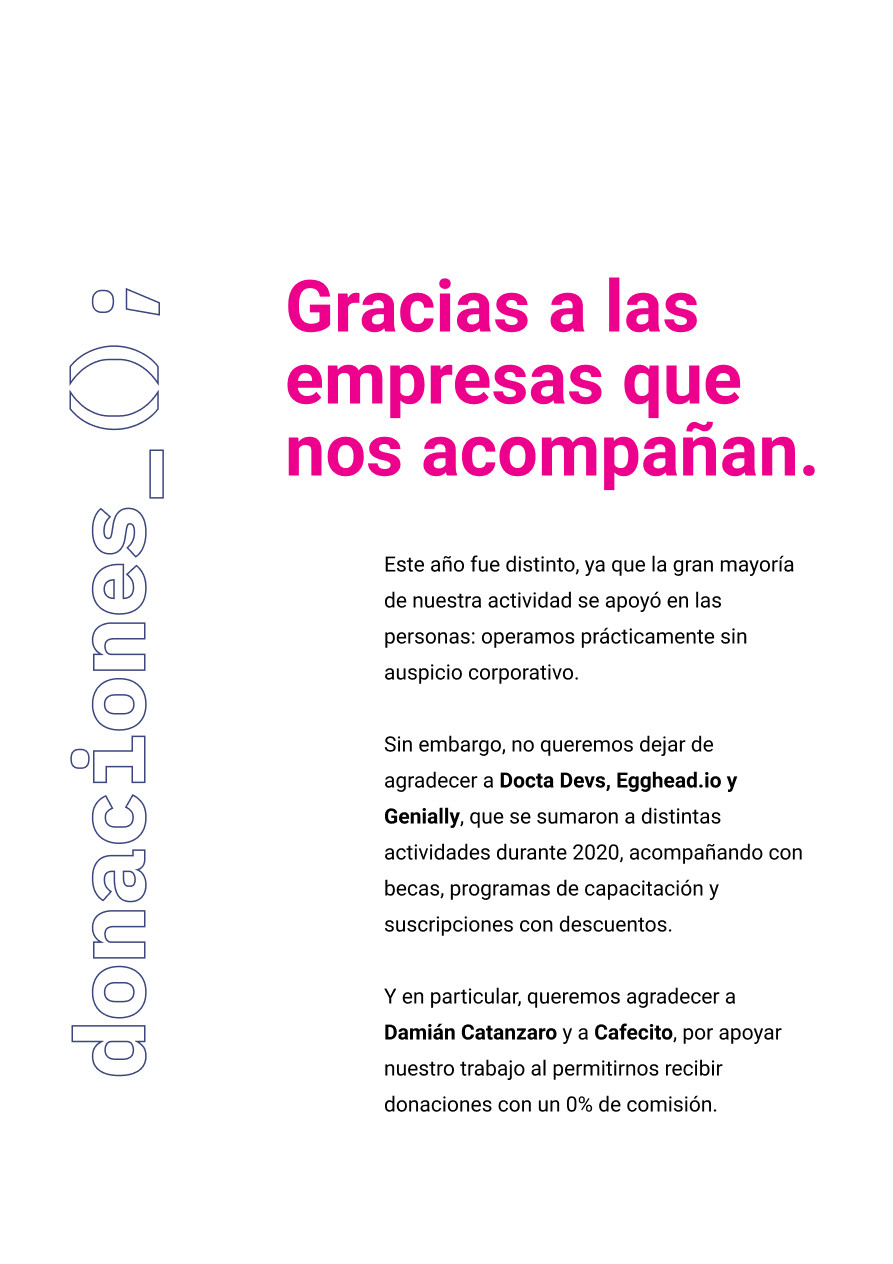 donaciones_();
Gracias a las
empresas que
nos acompañan.
Este año fue distinto, ya que la gran mayoría
de nuestra actividad se apoyó en las
personas: operamos prácticamente sin
auspicio corporativo.
Sin embargo, no queremos dejar de
agradecer a Docta Devs, Egghead.io y
Genially, que se sumaron a distintas
actividades durante 2020, acompañando con
becas, programas de capacitación y
suscripciones con descuentos.
Y en particular, queremos agradecer a
Damián Catanzaro y a Cafecito, por apoyar
nuestro trabajo al permitirnos recibir
donaciones con un 0% de comisión.